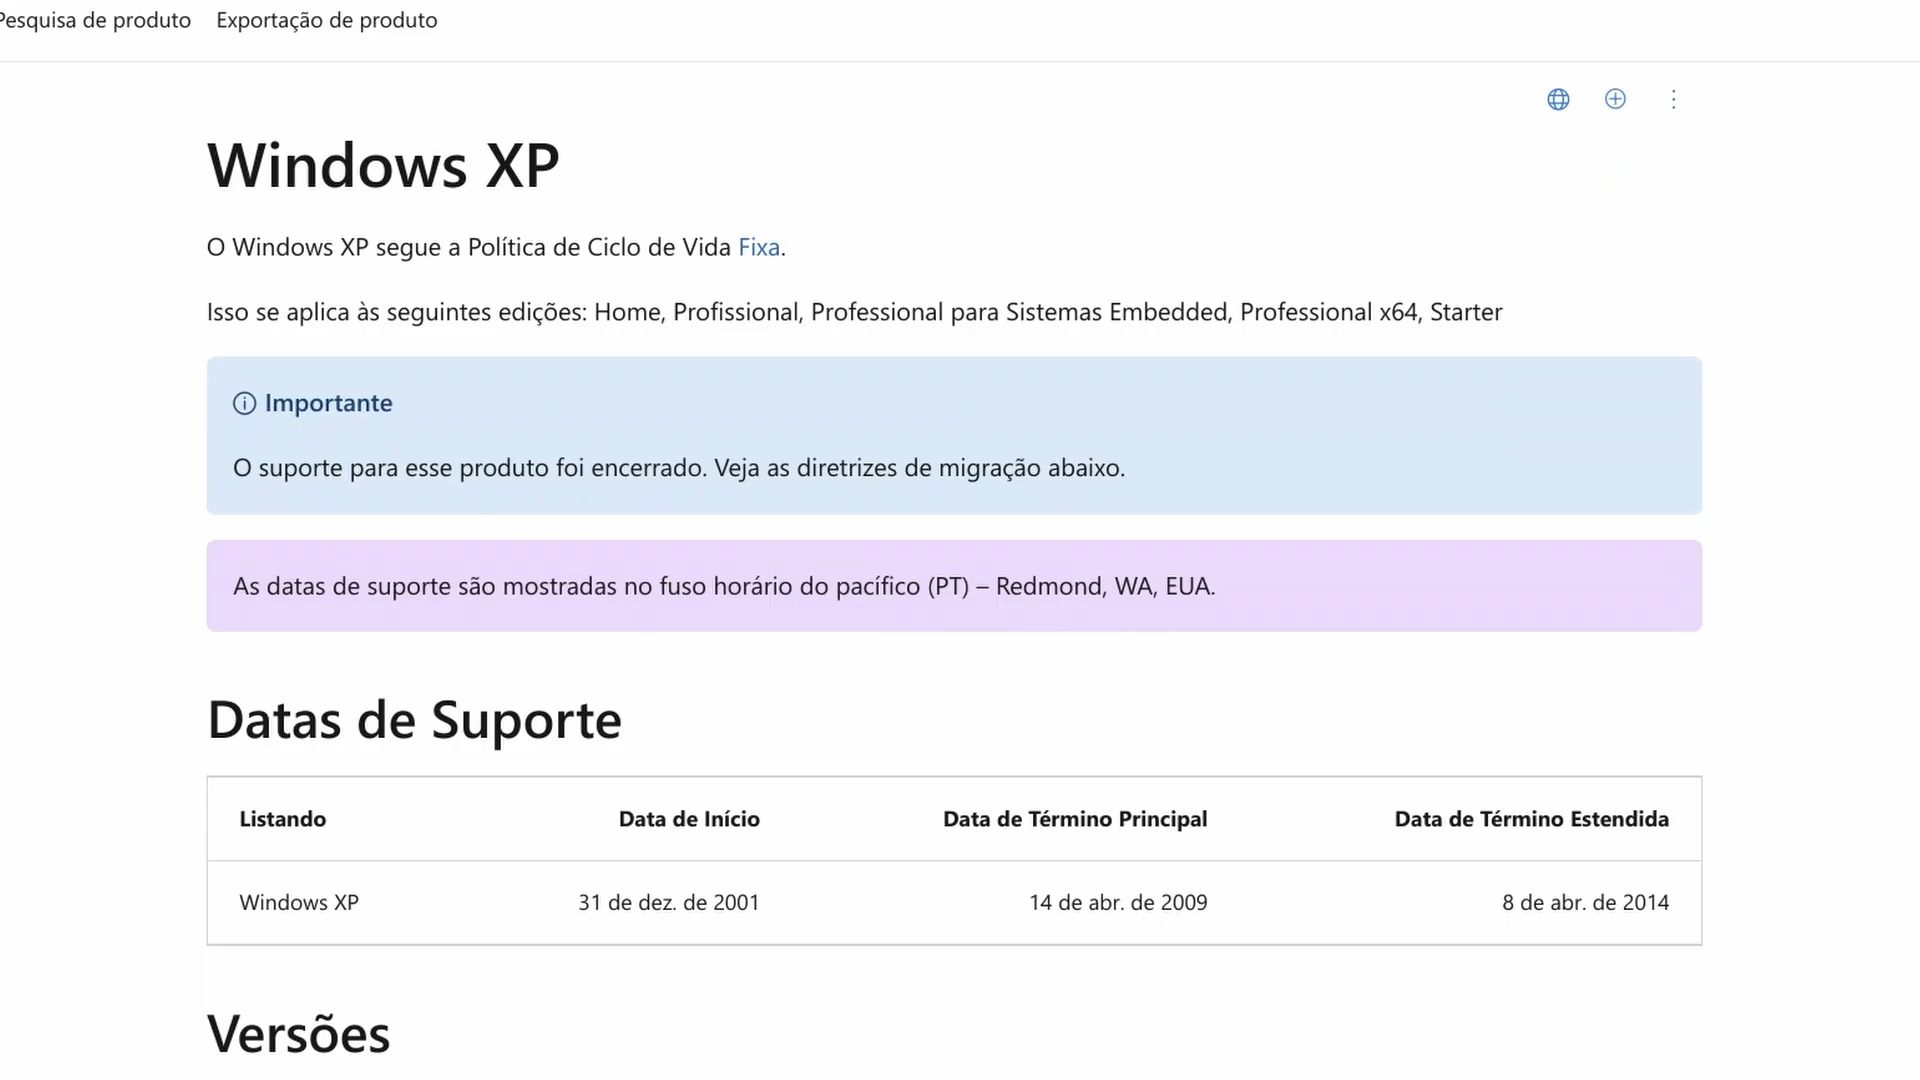 Pesquisa de produto Exportação de produto
Windows XP
O Windows XP segue a Política de Ciclo de Vida Fixa.
Isso se aplica às seguintes edições: Home, Profissional, Professional para Sistemas Embedded, Professional x64, Starter
Importante
O suporte para esse produto foi encerrado. Veja as diretrizes de migração abaixo.
As datas de suporte são mostradas no fuso horário do pacífico (PT) – Redmond, WA, EUA.
Datas de Suporte
Listando Data de Início Data de Término Principal Data de Término Estendida
Windows XP 31 de dez. de 2001 14 de abr. de 2009 8 de abr. de 2014
Versões